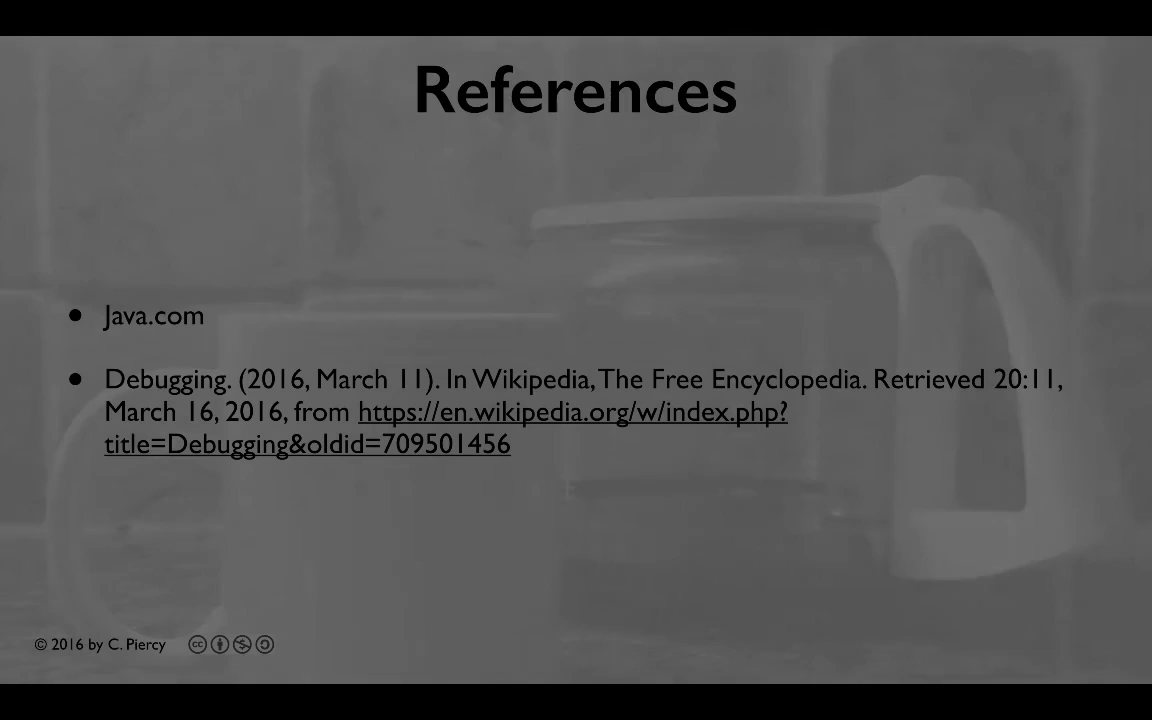 References
● Java.com
● Debugging. (2016, March 11). In Wikipedia, The Free Encyclopedia. Retrieved 20:11,
March 16, 2016, from https://en.wikipedia.org/w/index.php?
title=Debugging&oldid=709501456
© 2016 by C. Piercy